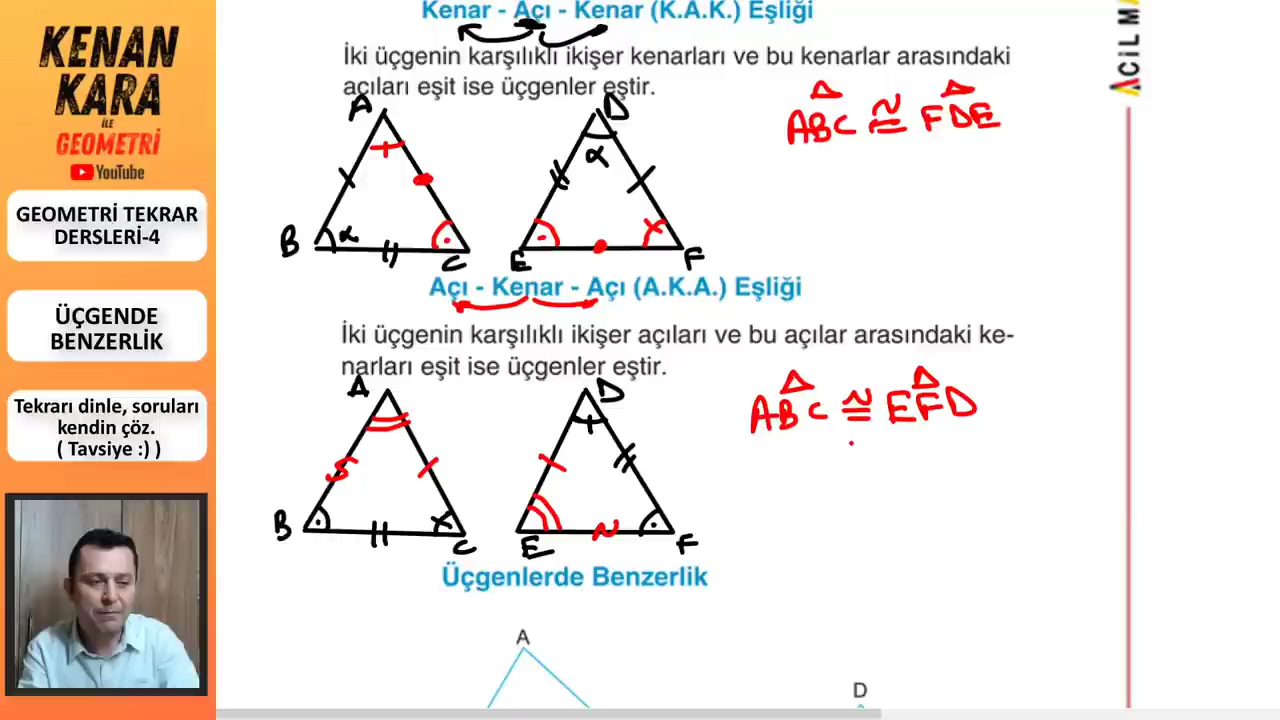 KENAN
KARA
İLE
GEOMETRİ
YouTube
GEOMETRİ TEKRAR
DERSLERİ-4
ÜÇGENDE
BENZERLİK
Tekrarı dinle, soruları
kendin çöz.
( Tavsiye :) )
Kenar - Açı - Kenar (K.A.K.) Eşliği
İki üçgenin karşılıklı ikişer kenarları ve bu kenarlar arasındaki
açıları eşit ise üçgenler eştir.
ABC ≅ FDE
A D
α
B α C E F
Açı - Kenar - Açı (A.K.A.) Eşliği
İki üçgenin karşılıklı ikişer açıları ve bu açılar arasındaki ke-
narları eşit ise üçgenler eştir.
ABC ≅ EFD
A D
B C E F
Üçgenlerde Benzerlik
A
D
ACİL M